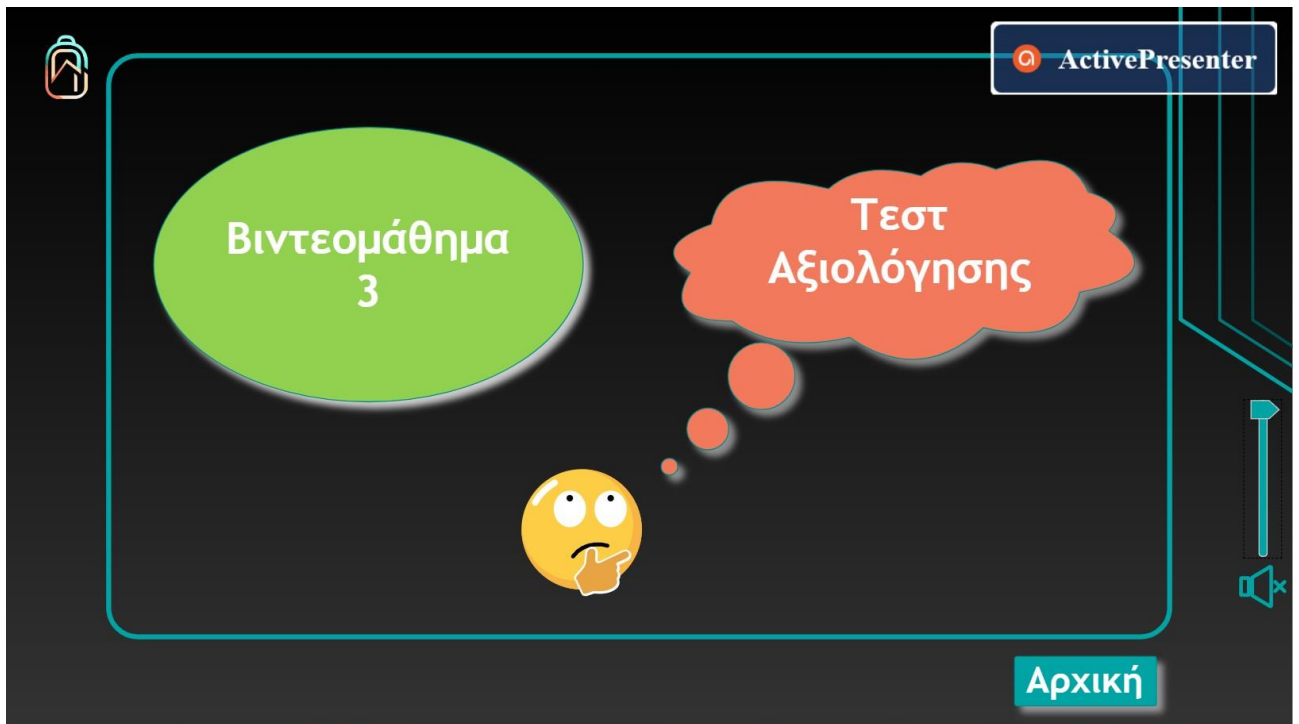 ActivePresenter
Βιντεομάθημα
3
Τεστ
Αξιολόγησης
Αρχική